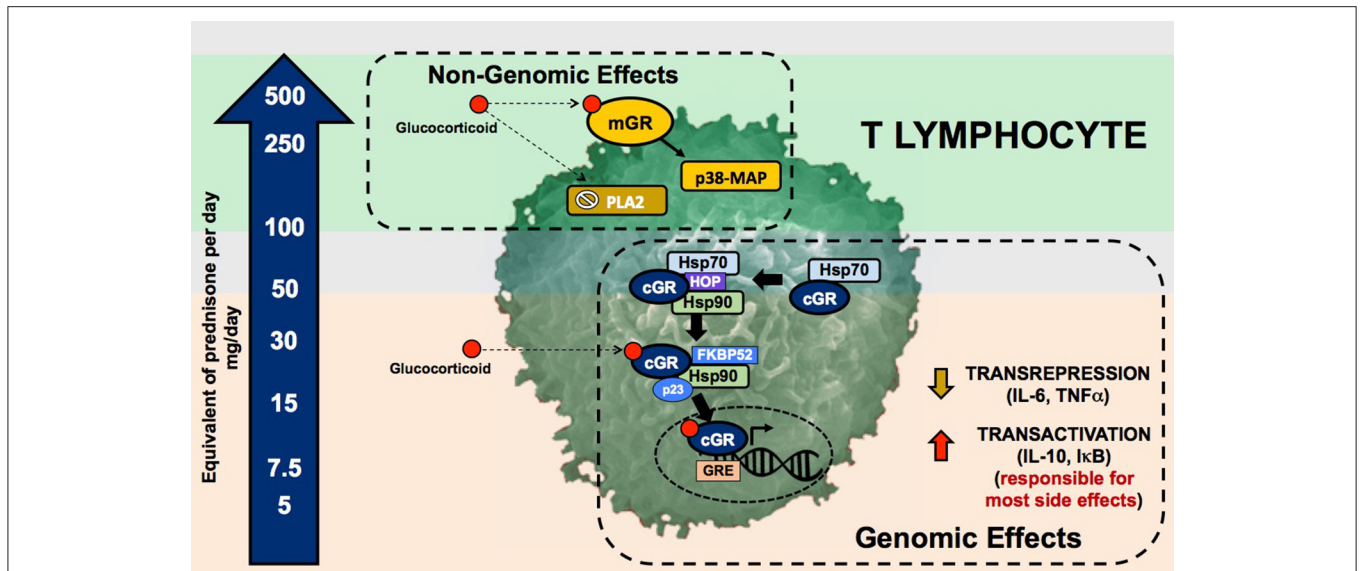 Equivalent of prednisone per day
mg/day
500
250
100
50
30
15
7.5
5
Non-Genomic Effects
Glucocorticoid
mGR
p38-MAP
PLA2
T LYMPHOCYTE
Hsp70
cGR
HOP
Hsp90
Hsp70
cGR
Glucocorticoid
cGR
FKBP52
Hsp90
p23
cGR
GRE
TRANSREPRESSION
(IL-6, TNFα)
TRANSACTIVATION
(IL-10, IκB)
(responsible for
most side effects)
Genomic Effects